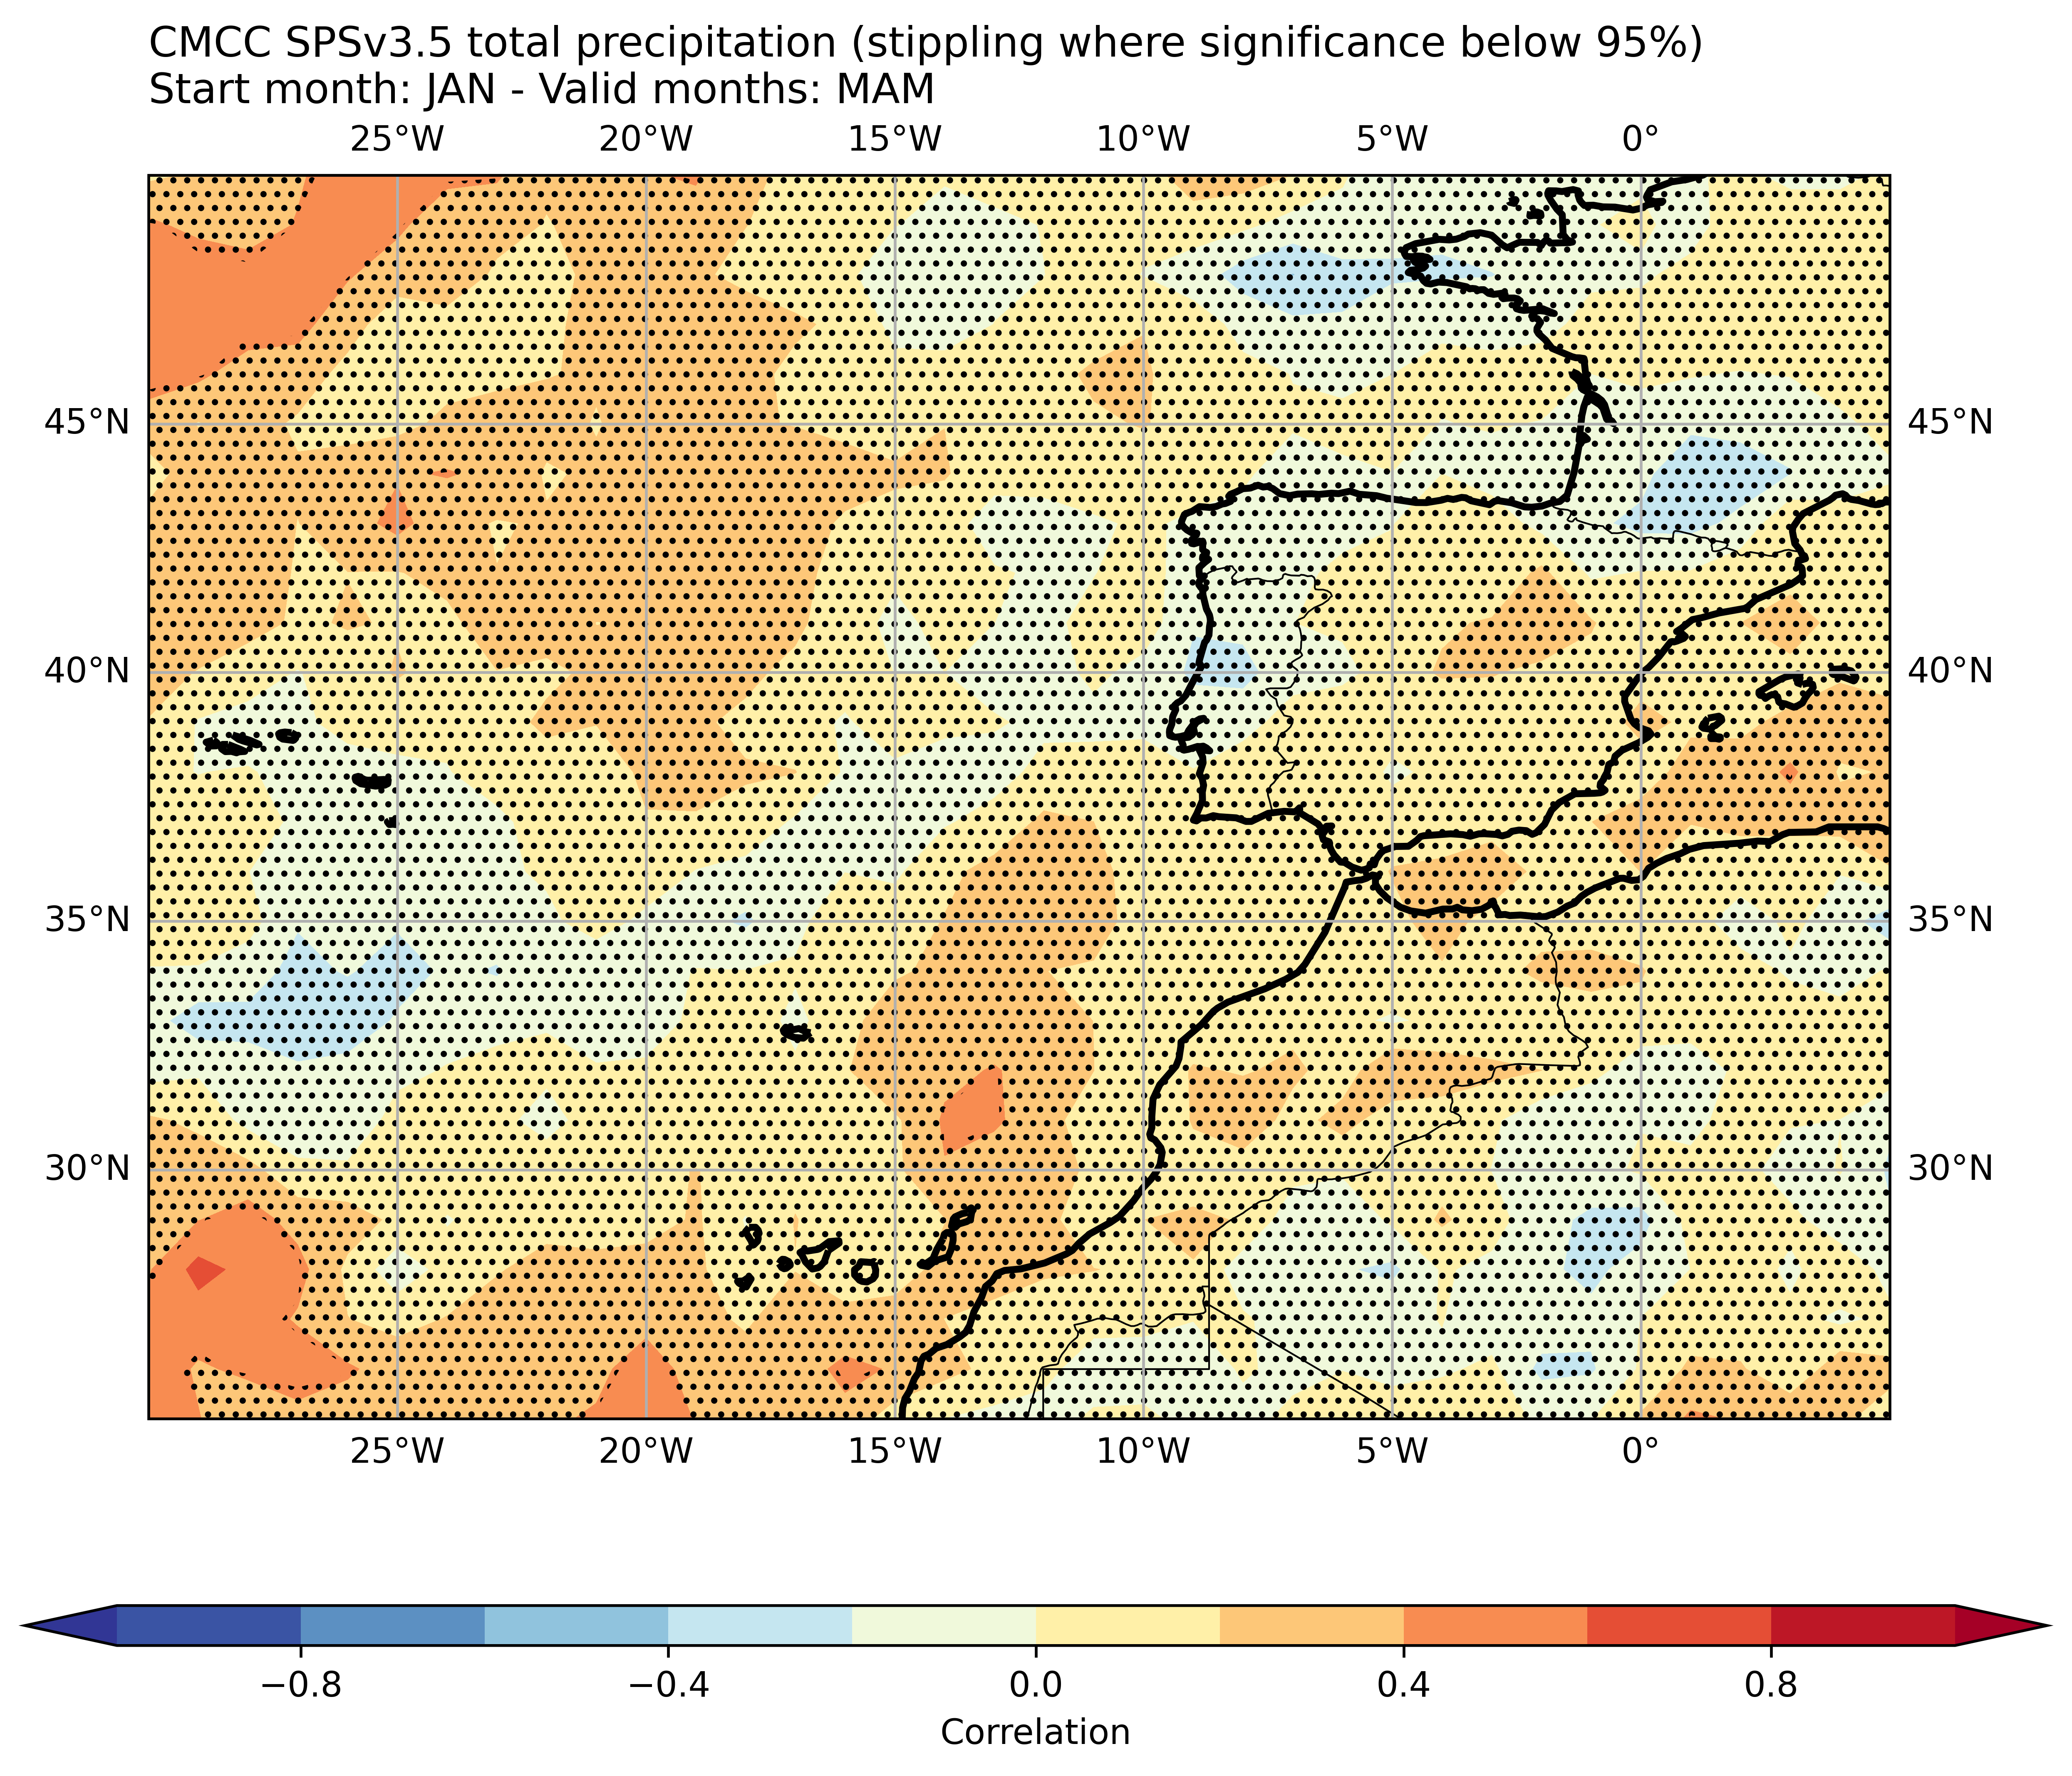 CMCC SPSv3.5 total precipitation (stippling where significance below 95%)
Start month: JAN - Valid months: MAM
25°W 20°W 15°W 10°W 5°W 0°
45°N 45°N
40°N 40°N
35°N 35°N
30°N 30°N
25°W 20°W 15°W 10°W 5°W 0°
−0.8 −0.4 0.0 0.4 0.8
Correlation